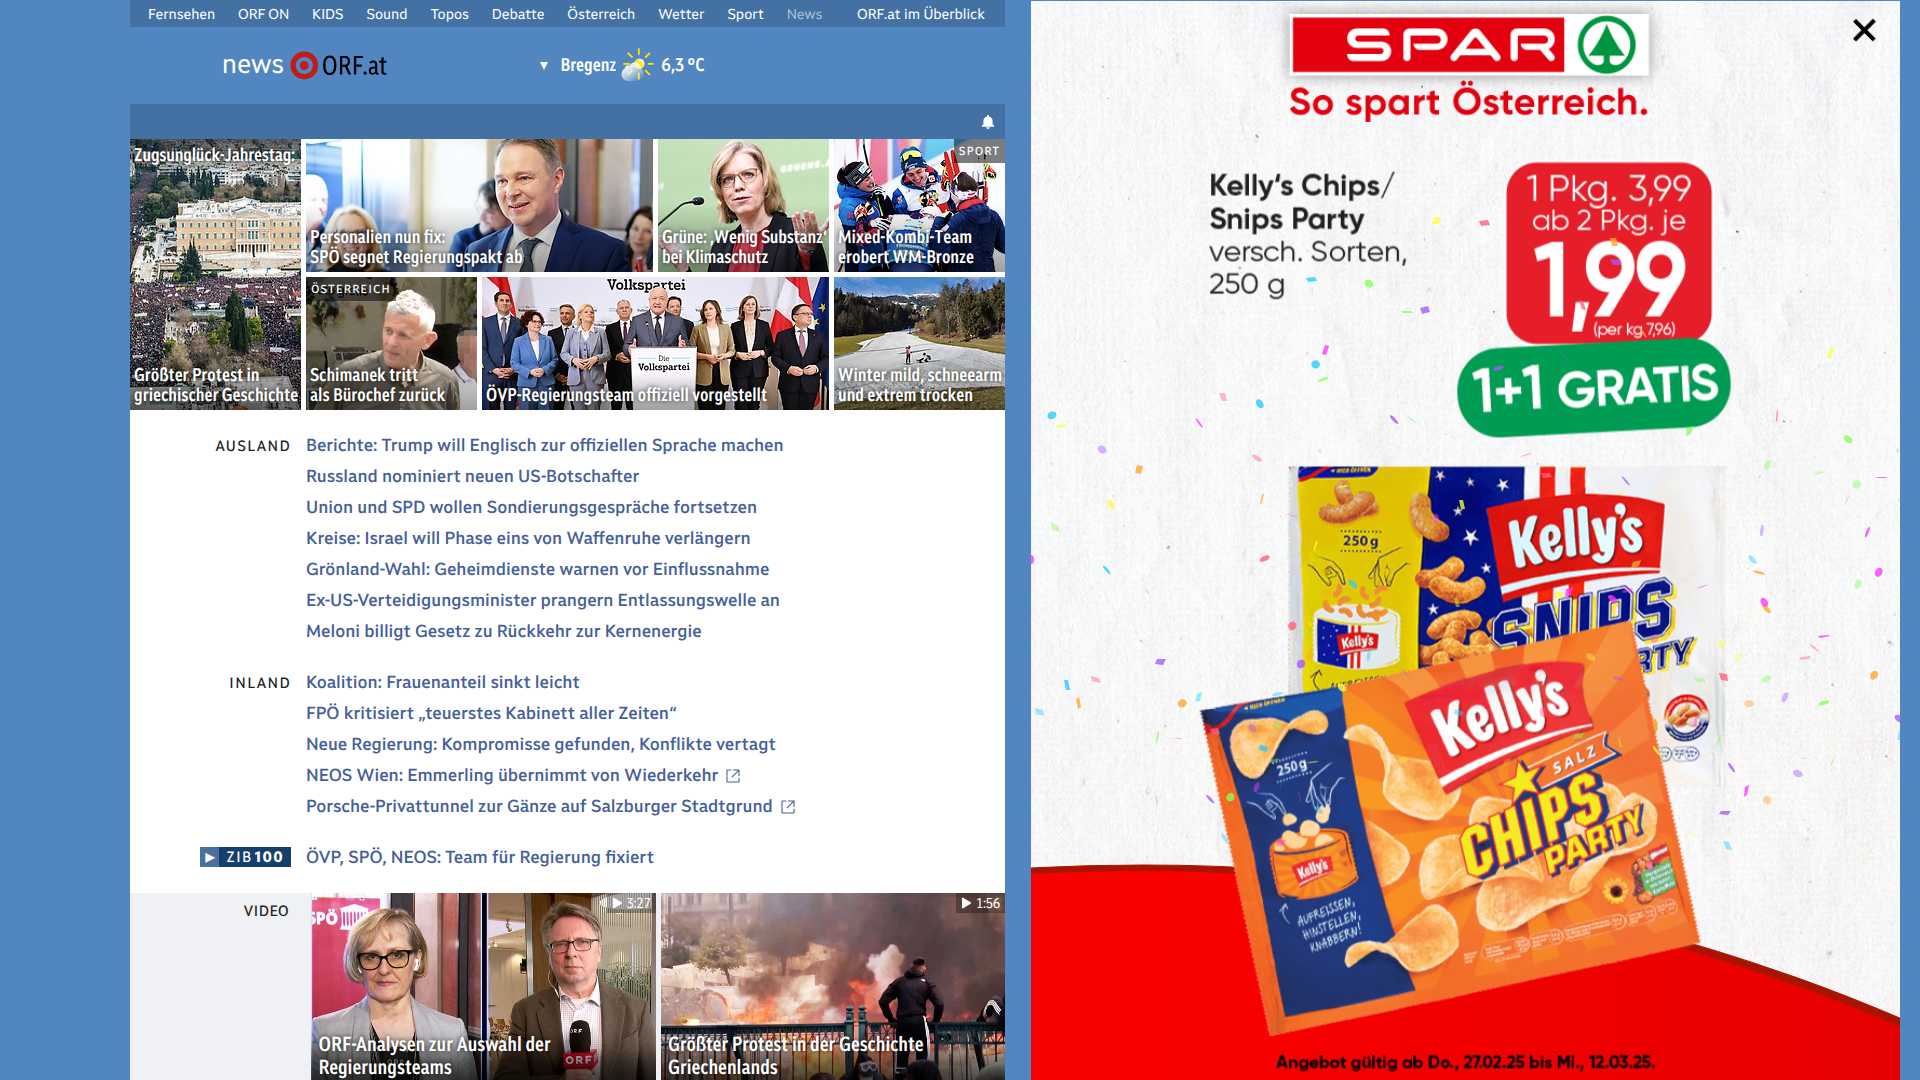 Fernsehen ORF ON KIDS Sound Topos Debatte Österreich Wetter Sport News ORF.at im Überblick
news ORF.at
Bregenz 6,3 °C
Zugsunglück-Jahrestag:
Größter Protest in
griechischer Geschichte
Personalien nun fix:
SPÖ segnet Regierungspakt ab
Grüne: „Wenig Substanz“
bei Klimaschutz
SPORT
Mixed-Kombi-Team
erobert WM-Bronze
ÖSTERREICH
Schimanek tritt
als Bürochef zurück
Volkspartei
Die
Volkspartei
ÖVP-Regierungsteam offiziell vorgestellt
Winter mild, schneearm
und extrem trocken
AUSLAND
Berichte: Trump will Englisch zur offiziellen Sprache machen
Russland nominiert neuen US-Botschafter
Union und SPD wollen Sondierungsgespräche fortsetzen
Kreise: Israel will Phase eins von Waffenruhe verlängern
Grönland-Wahl: Geheimdienste warnen vor Einflussnahme
Ex-US-Verteidigungsminister prangern Entlassungswelle an
Meloni billigt Gesetz zu Rückkehr zur Kernenergie
INLAND
Koalition: Frauenanteil sinkt leicht
FPÖ kritisiert „teuerstes Kabinett aller Zeiten“
Neue Regierung: Kompromisse gefunden, Konflikte vertagt
NEOS Wien: Emmerling übernimmt von Wiederkehr
Porsche-Privattunnel zur Gänze auf Salzburger Stadtgrund
ZIB100
ÖVP, SPÖ, NEOS: Team für Regierung fixiert
VIDEO
SPÖ
3:27
ORF
ORF-Analysen zur Auswahl der
Regierungsteams
1:56
Größter Protest in der Geschichte
Griechenlands
SPAR
So spart Österreich.
Kelly's Chips/
Snips Party
versch. Sorten,
250 g
1 Pkg. 3,99
ab 2 Pkg. je
1,99
(per kg 7,96)
1+1 GRATIS
250g
Kelly's
SNIPS
Kelly's
Kelly's
SALZ
CHIPS
PARTY
250g
Kelly's
AUFREISSEN,
HINSTELLEN,
KNABBERN!
Angebot gültig ab Do., 27.02.25 bis Mi., 12.03.25.